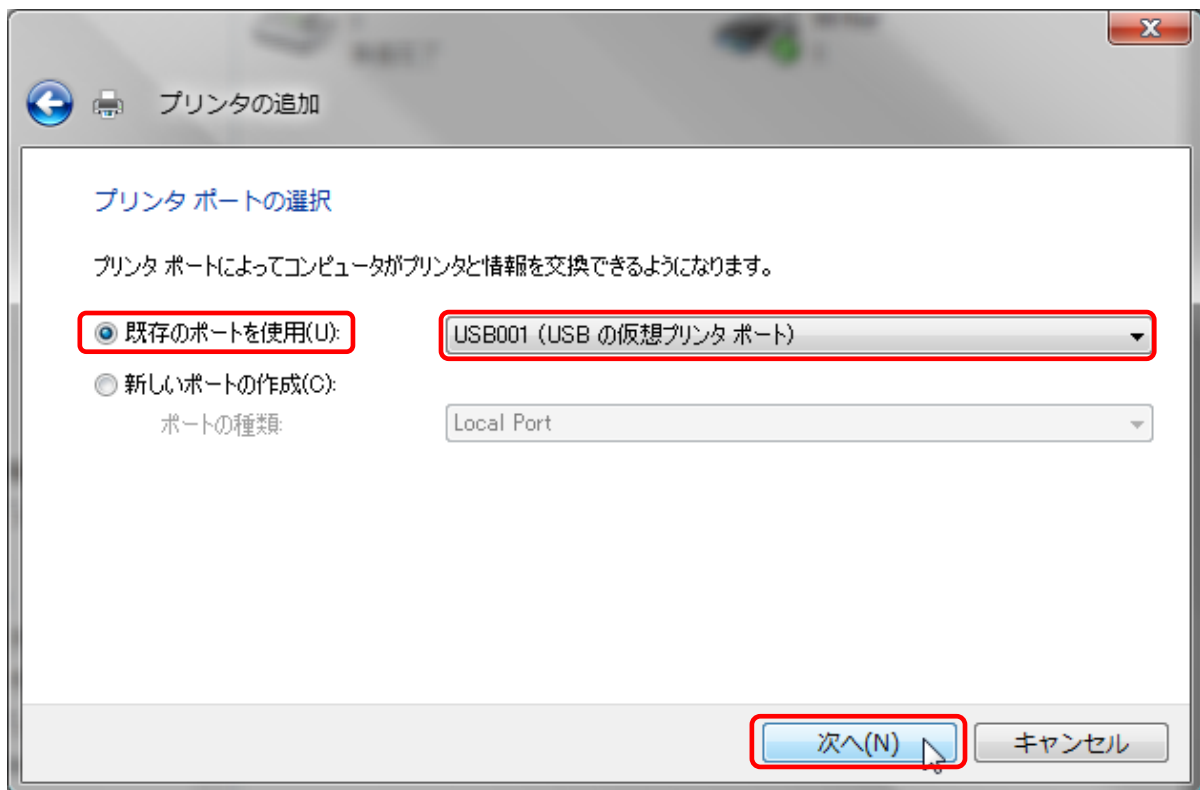 プリンタの追加
プリンタ ポートの選択
プリンタ ポートによってコンピュータがプリンタと情報を交換できるようになります。
既存のポートを使用(U): USB001 (USB の仮想プリンタ ポート)
新しいポートの作成(C):
ポートの種類: Local Port
次へ(N) キャンセル